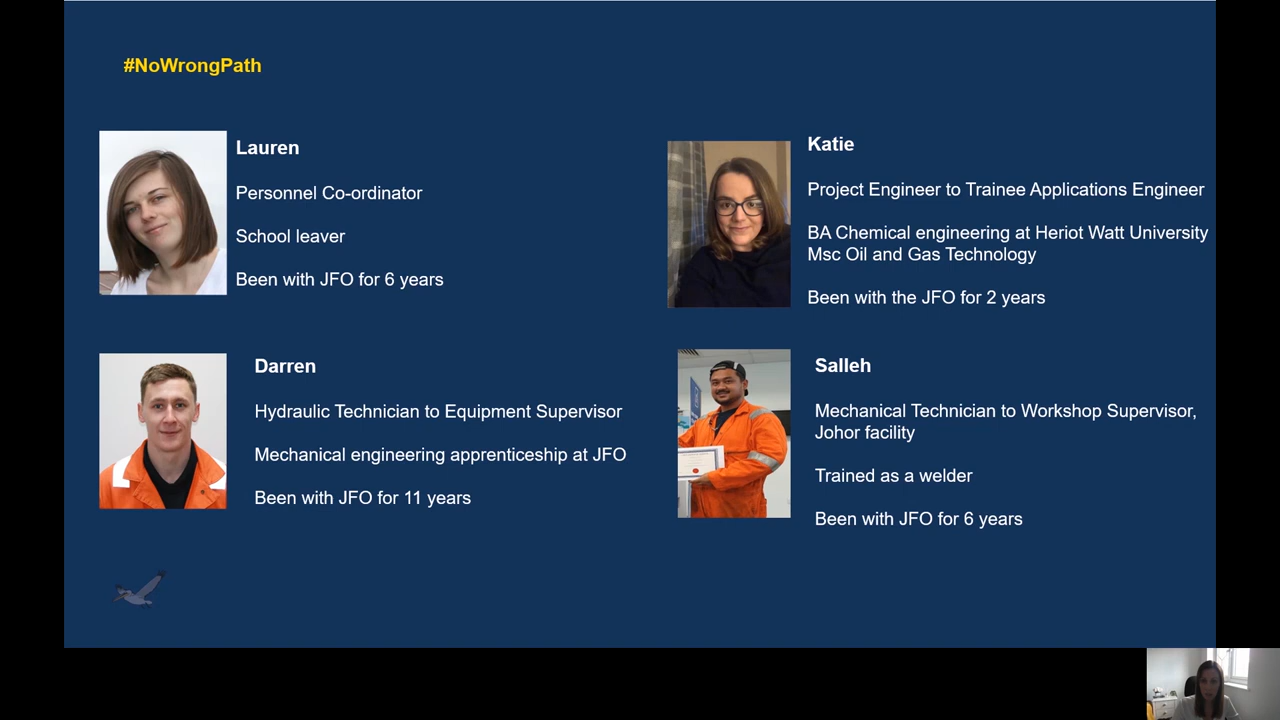 #NoWrongPath
Lauren
Personnel Co-ordinator
School leaver
Been with JFO for 6 years
Katie
Project Engineer to Trainee Applications Engineer
BA Chemical engineering at Heriot Watt University
Msc Oil and Gas Technology
Been with the JFO for 2 years
Darren
Hydraulic Technician to Equipment Supervisor
Mechanical engineering apprenticeship at JFO
Been with JFO for 11 years
Salleh
Mechanical Technician to Workshop Supervisor,
Johor facility
Trained as a welder
Been with JFO for 6 years